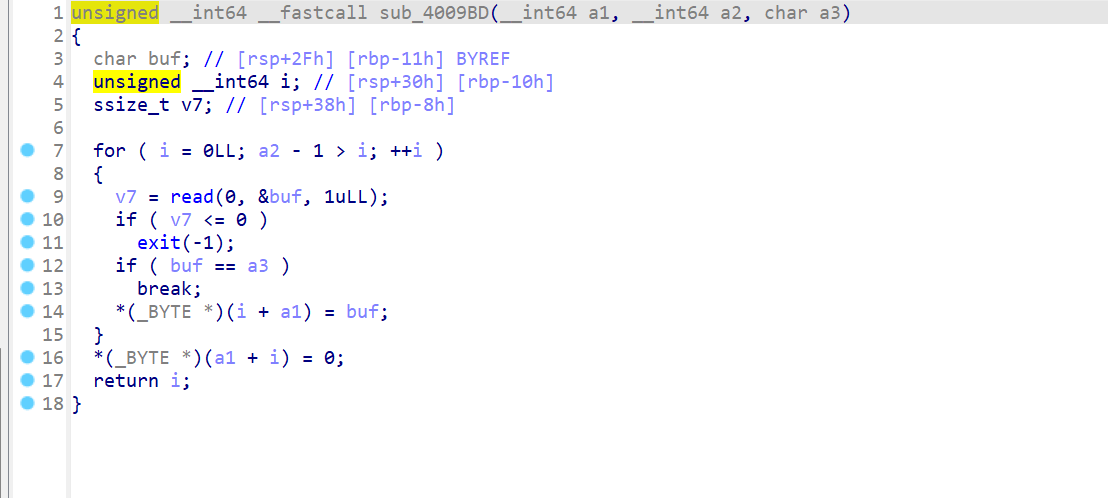 1 unsigned __int64 __fastcall sub_4009BD(__int64 a1, __int64 a2, char a3)
2 {
3   char buf; // [rsp+2Fh] [rbp-11h] BYREF
4   unsigned __int64 i; // [rsp+30h] [rbp-10h]
5   ssize_t v7; // [rsp+38h] [rbp-8h]
6
7   for ( i = 0LL; a2 - 1 > i; ++i )
8   {
9     v7 = read(0, &buf, 1uLL);
10     if ( v7 <= 0 )
11       exit(-1);
12     if ( buf == a3 )
13       break;
14     *(_BYTE *)(i + a1) = buf;
15   }
16   *(_BYTE *)(a1 + i) = 0;
17   return i;
18 }